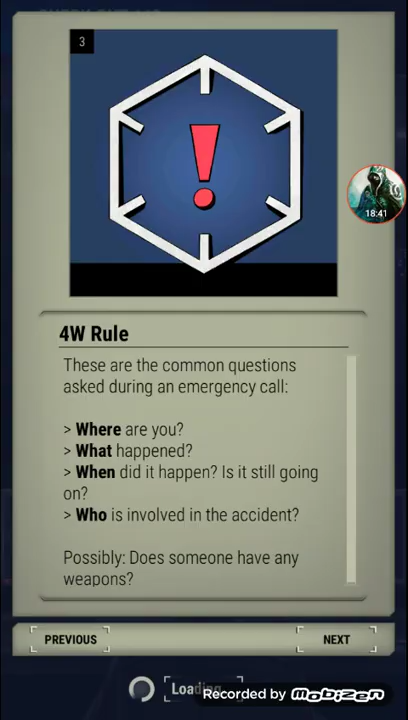 3
18:41
4W Rule
These are the common questions
asked during an emergency call:
> Where are you?
> What happened?
> When did it happen? Is it still going
on?
> Who is involved in the accident?
Possibly: Does someone have any
weapons?
PREVIOUS
NEXT
Loading
Recorded by Mobizen